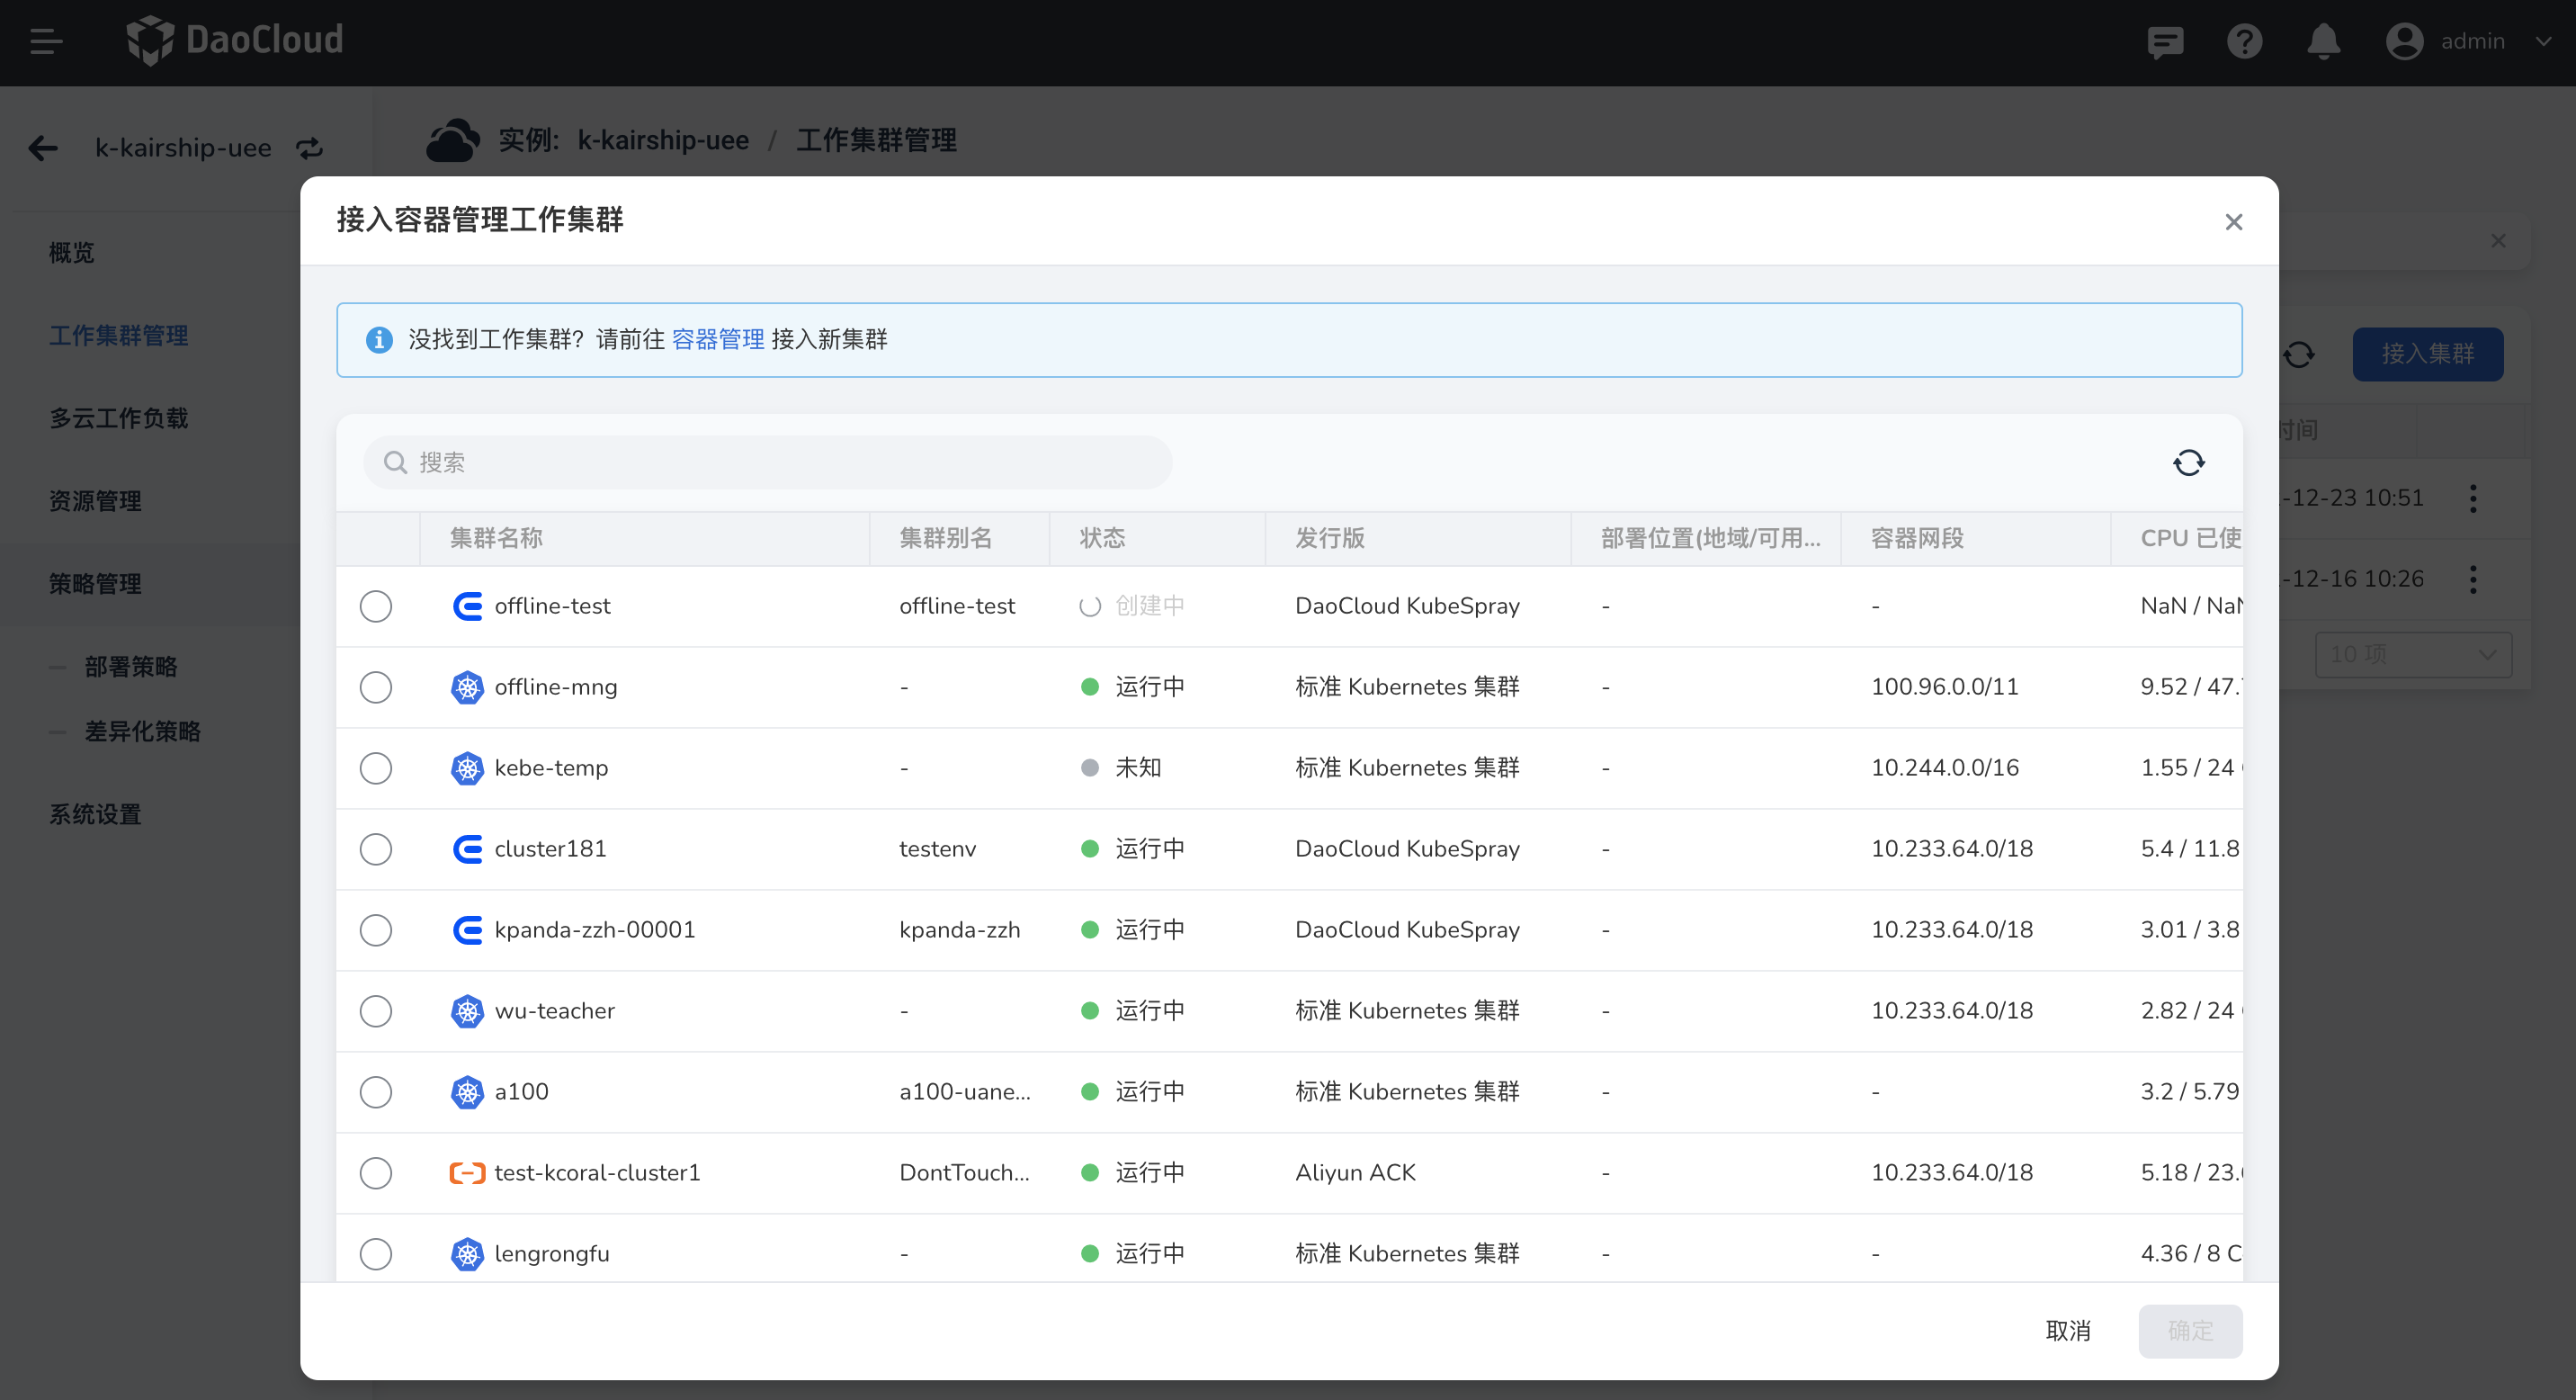 DaoCloud
admin
k-kairship-uee
实例: k-kairship-uee / 工作集群管理
概览
工作集群管理
多云工作负载
资源管理
策略管理
部署策略
差异化策略
系统设置
接入集群
时间
-12-23 10:51
-12-16 10:26
10 项
接入容器管理工作集群
没找到工作集群? 请前往 容器管理 接入新集群
搜索
集群名称 集群别名 状态 发行版 部署位置(地域/可用... 容器网段 CPU 已使
offline-test offline-test 创建中 DaoCloud KubeSpray - - NaN / NaN
offline-mng - 运行中 标准 Kubernetes 集群 - 100.96.0.0/11 9.52 / 47.
kebe-temp - 未知 标准 Kubernetes 集群 - 10.244.0.0/16 1.55 / 24
cluster181 testenv 运行中 DaoCloud KubeSpray - 10.233.64.0/18 5.4 / 11.8
kpanda-zzh-00001 kpanda-zzh 运行中 DaoCloud KubeSpray - 10.233.64.0/18 3.01 / 3.8
wu-teacher - 运行中 标准 Kubernetes 集群 - 10.233.64.0/18 2.82 / 24
a100 a100-uane... 运行中 标准 Kubernetes 集群 - - 3.2 / 5.79
test-kcoral-cluster1 DontTouch... 运行中 Aliyun ACK - 10.233.64.0/18 5.18 / 23.
lengrongfu - 运行中 标准 Kubernetes 集群 - - 4.36 / 8 C
取消
确定